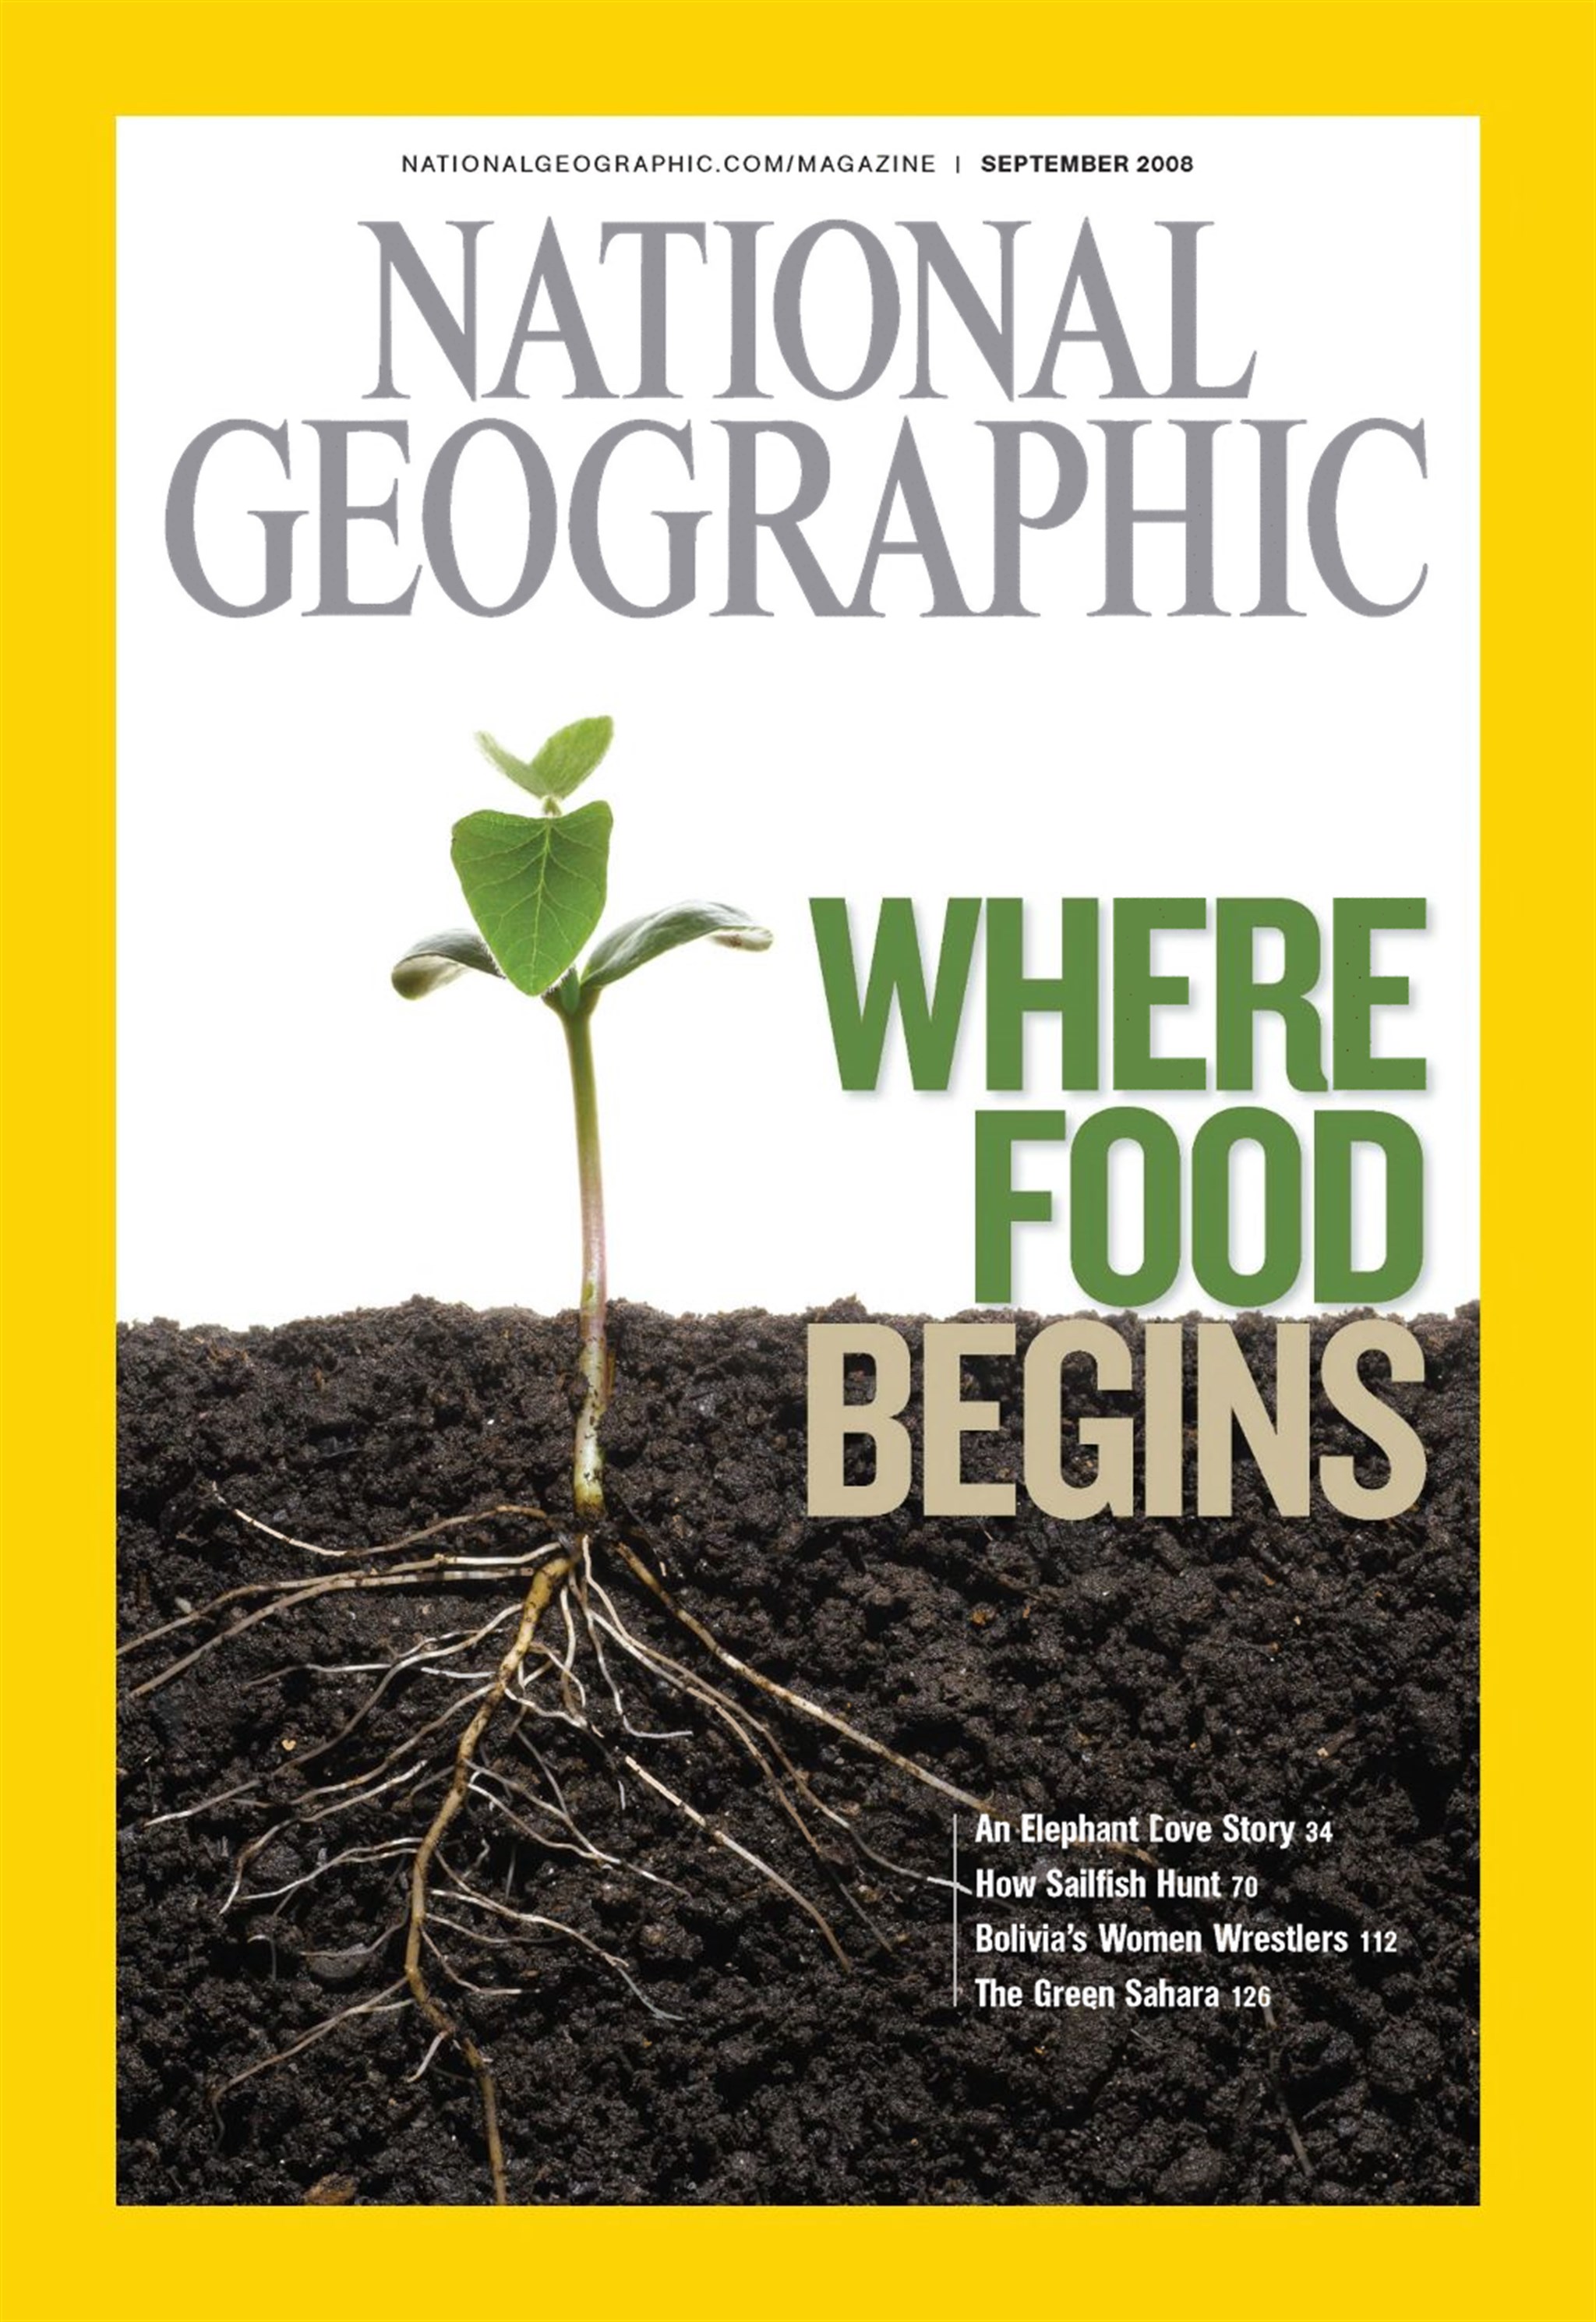 NATIONALGEOGRAPHIC.COM/MAGAZINE | SEPTEMBER 2008
NATIONAL
GEOGRAPHIC
WHERE
FOOD
BEGINS
An Elephant Love Story 34
How Sailfish Hunt 70
Bolivia's Women Wrestlers 112
The Green Sahara 126